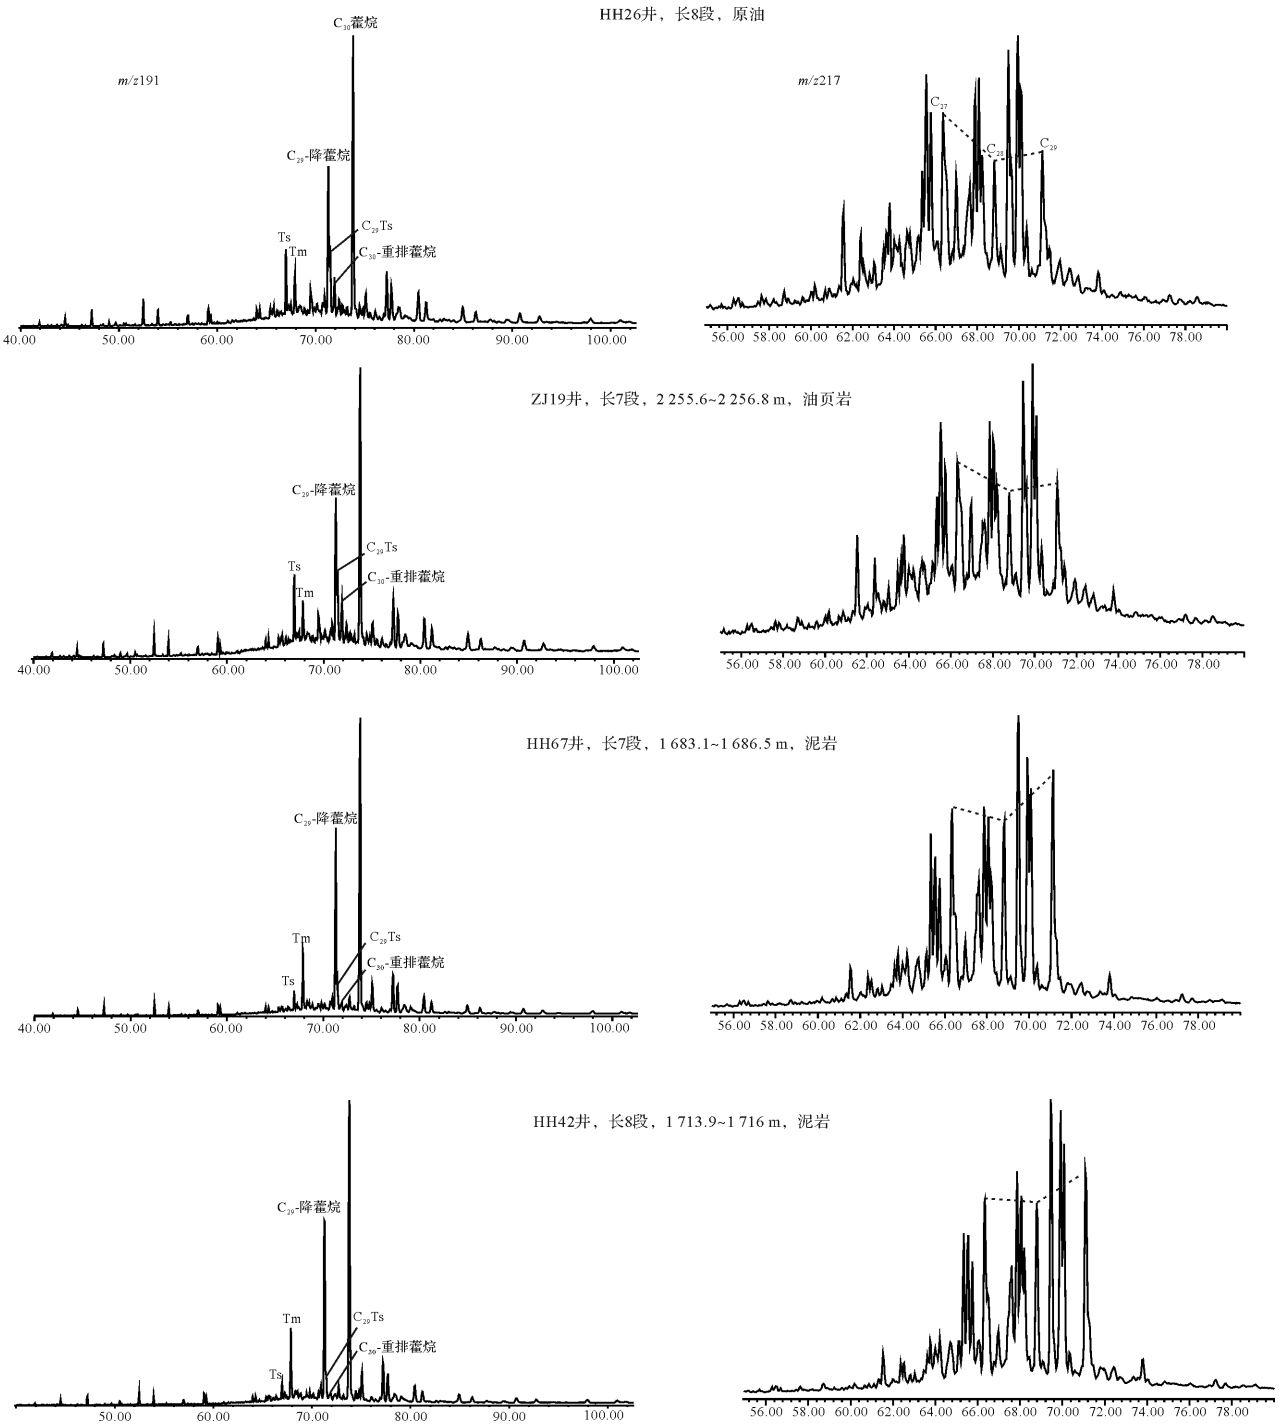 HH26井，长8段，原油
C30藿烷
m/z191
m/z217
C27
C28
C29
C29-降藿烷
C29Ts
Ts
Tm
C30-重排藿烷
40.00 50.00 60.00 70.00 80.00 90.00 100.00
56.00 58.00 60.00 62.00 64.00 66.00 68.00 70.00 72.00 74.00 76.00 78.00
ZJ19井，长7段，2 255.6~2 256.8 m，油页岩
C29-降藿烷
C29Ts
Ts
Tm
C30-重排藿烷
40.00 50.00 60.00 70.00 80.00 90.00 100.00
56.00 58.00 60.00 62.00 64.00 66.00 68.00 70.00 72.00 74.00 76.00 78.00
HH67井，长7段，1 683.1~1 686.5 m，泥岩
C29-降藿烷
Tm
C29Ts
Ts
C30-重排藿烷
40.00 50.00 60.00 70.00 80.00 90.00 100.00
56.00 58.00 60.00 62.00 64.00 66.00 68.00 70.00 72.00 74.00 76.00 78.00
HH42井，长8段，1 713.9~1 716 m，泥岩
C29-降藿烷
Tm
C29Ts
Ts
C30-重排藿烷
50.00 60.00 70.00 80.00 90.00 100.00
56.00 58.00 60.00 62.00 64.00 66.00 68.00 70.00 72.00 74.00 76.00 78.00